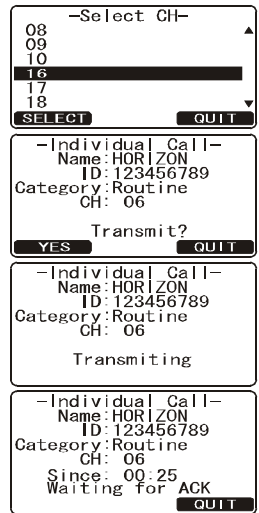 -Select CH-
08
09
10
16
17
18
SELECT QUIT
-Individual Call-
Name:HORIZON
ID:123456789
Category:Routine
CH: 06
Transmit?
YES QUIT
-Individual Call-
Name:HORIZON
ID:123456789
Category:Routine
CH: 06
Transmiting
-Individual Call-
Name:HORIZON
ID:123456789
Category:Routine
CH: 06
Since: 00:25
Waiting for ACK
QUIT